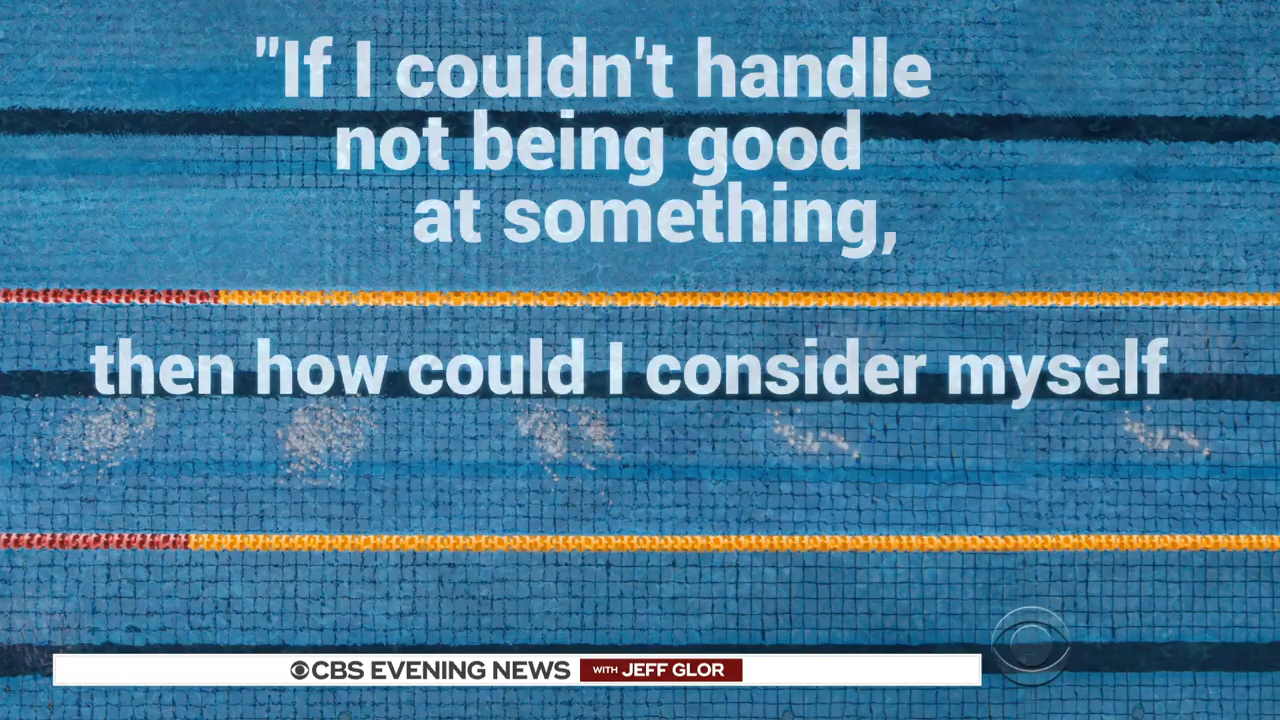 "If I couldn't handle
not being good
at something,
then how could I consider myself
CBS EVENING NEWS WITH JEFF GLOR